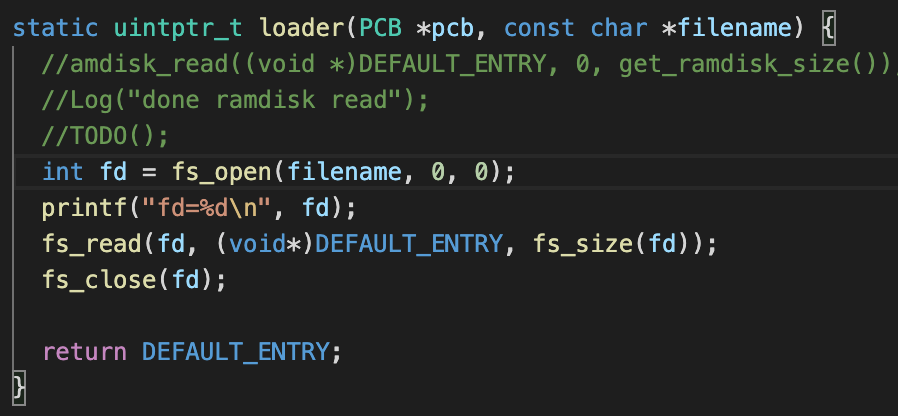 static uintptr_t loader(PCB *pcb, const char *filename) {
  //amdisk_read((void *)DEFAULT_ENTRY, 0, get_ramdisk_size());
  //Log("done ramdisk read");
  //TODO();
  int fd = fs_open(filename, 0, 0);
  printf("fd=%d\n", fd);
  fs_read(fd, (void*)DEFAULT_ENTRY, fs_size(fd));
  fs_close(fd);
  return DEFAULT_ENTRY;
}